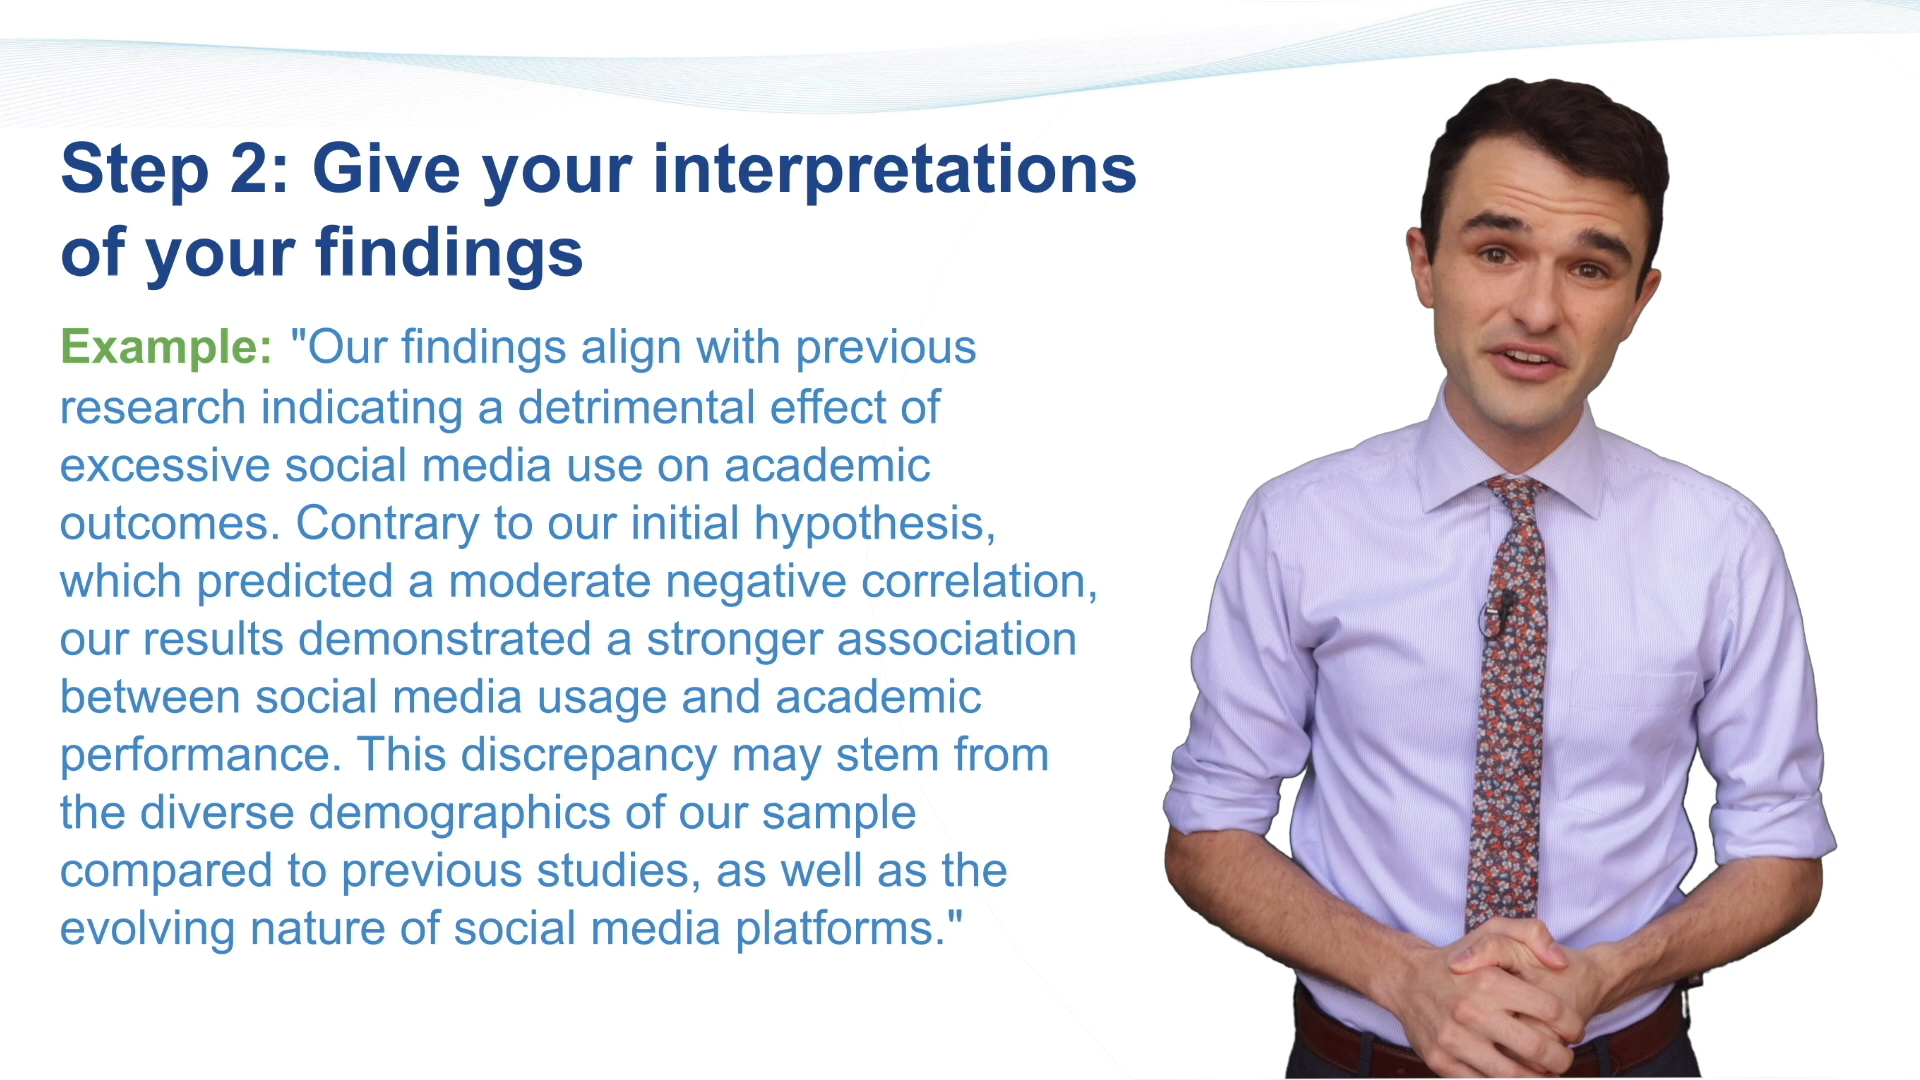 Step 2: Give your interpretations
of your findings
Example: "Our findings align with previous
research indicating a detrimental effect of
excessive social media use on academic
outcomes. Contrary to our initial hypothesis,
which predicted a moderate negative correlation,
our results demonstrated a stronger association
between social media usage and academic
performance. This discrepancy may stem from
the diverse demographics of our sample
compared to previous studies, as well as the
evolving nature of social media platforms."